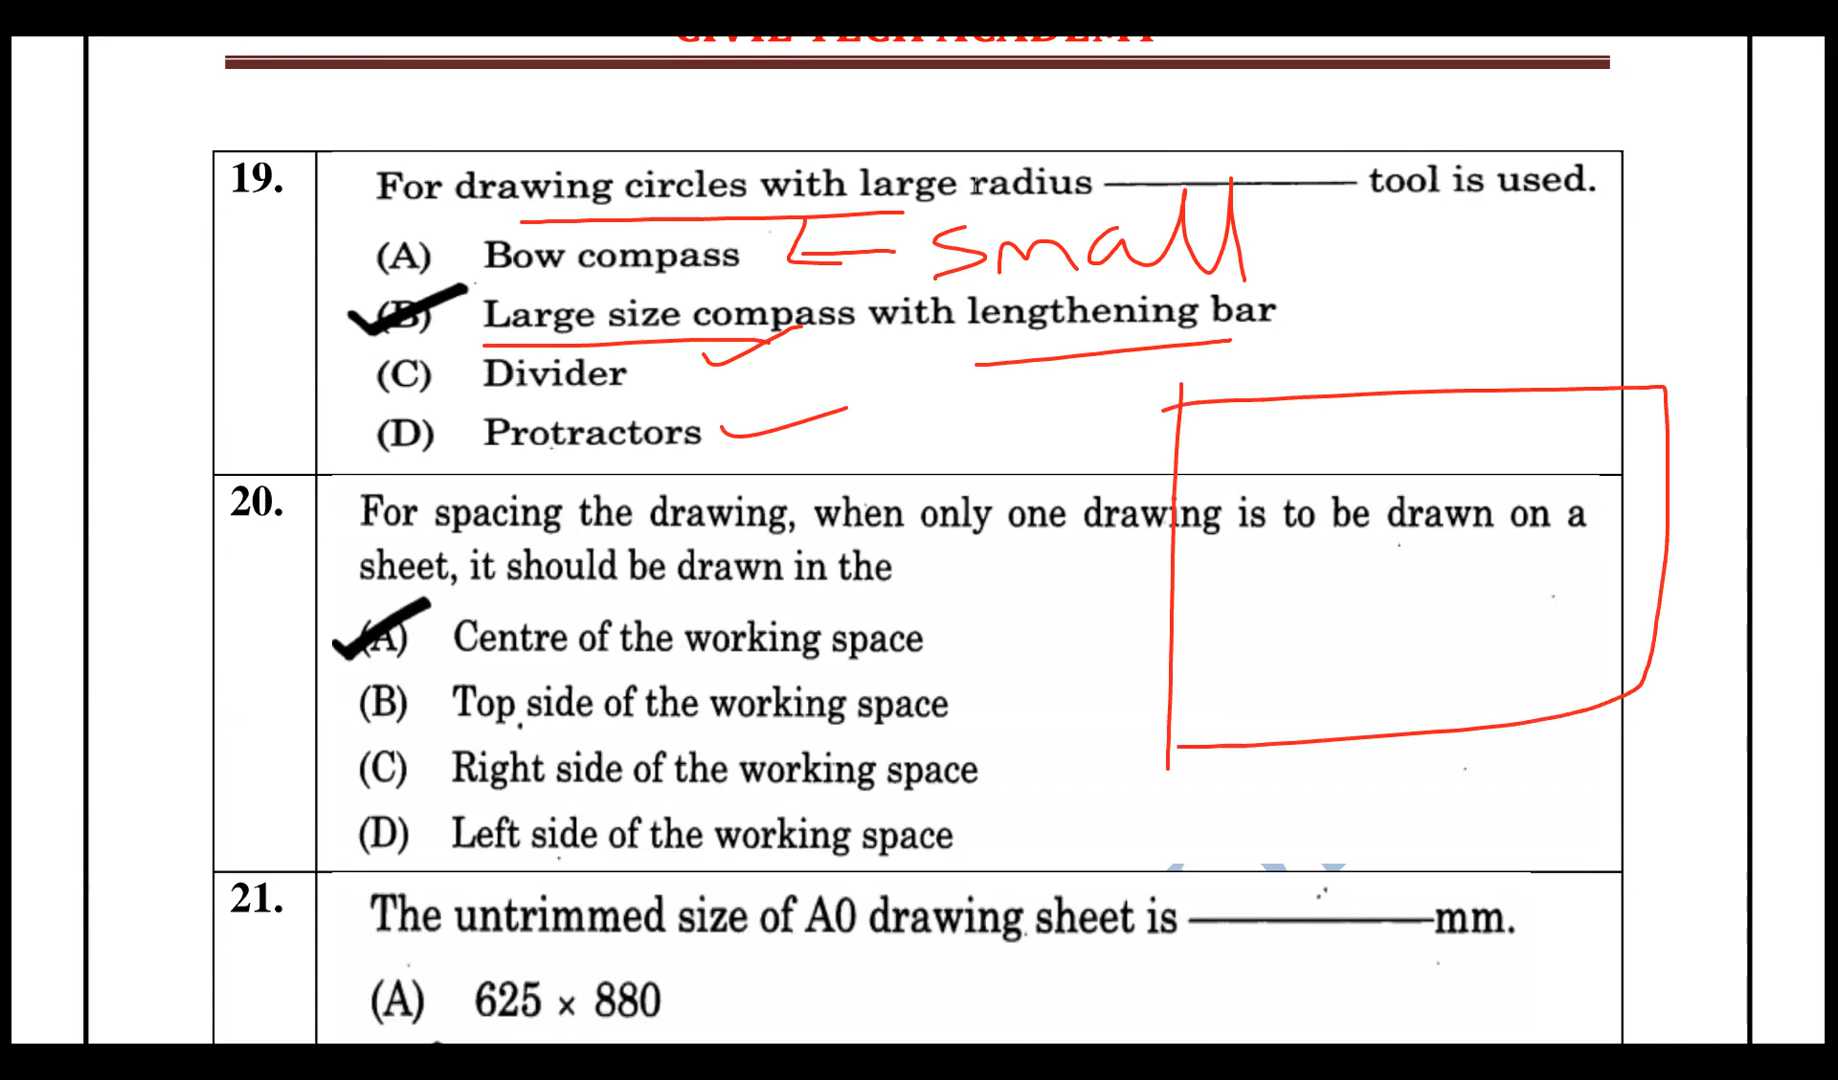 CIVIL TECH ACADEMY
19. For drawing circles with large radius ———— tool is used.
(A) Bow compass small
(B) Large size compass with lengthening bar
(C) Divider
(D) Protractors
20. For spacing the drawing, when only one drawing is to be drawn on a
sheet, it should be drawn in the
(A) Centre of the working space
(B) Top side of the working space
(C) Right side of the working space
(D) Left side of the working space
21. The untrimmed size of A0 drawing sheet is ————mm.
(A) 625 × 880